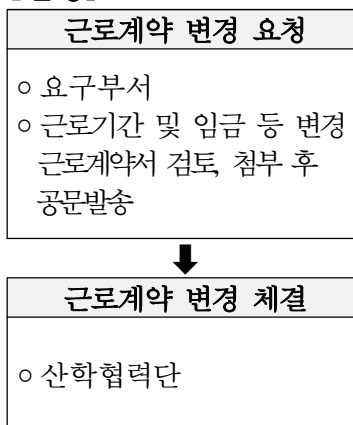 근로계약 변경 요청
○ 요구부서
○ 근로기간 및 임금 등 변경
근로계약서 검토, 첨부 후
공문발송
근로계약 변경 체결
○ 산학협력단